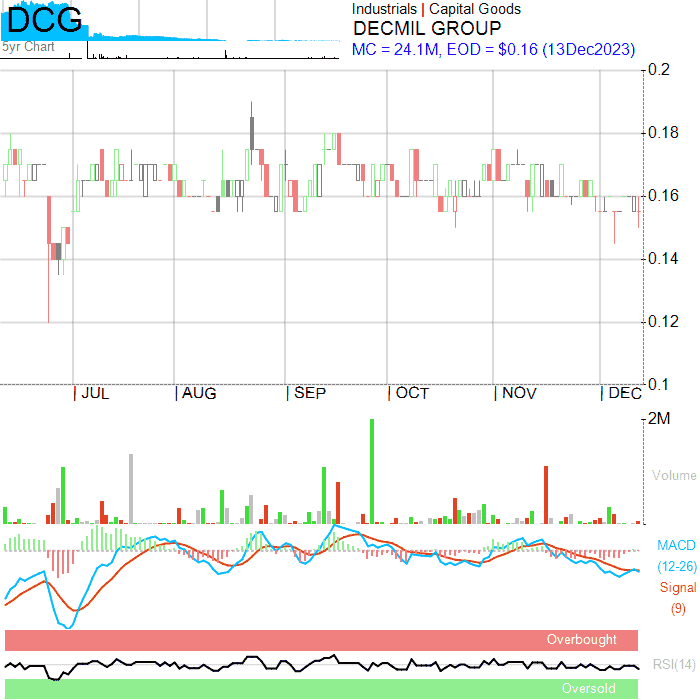 DCG
5yr Chart
Industrials | Capital Goods
DECMIL GROUP
MC = 24.1M, EOD = $0.16 (13Dec2023)
0.2
0.18
0.16
0.14
0.12
0.1
JUL AUG SEP OCT NOV DEC
2M
Volume
MACD
(12-26)
Signal
(9)
Overbought
RSI(14)
Oversold